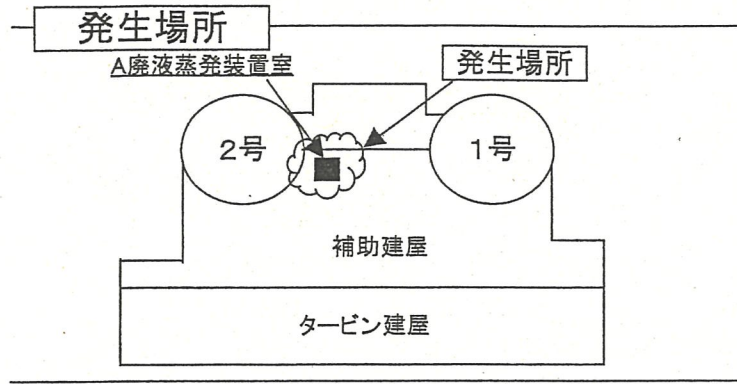 発生場所
A廃液蒸発装置室
発生場所
2号
1号
補助建屋
タービン建屋